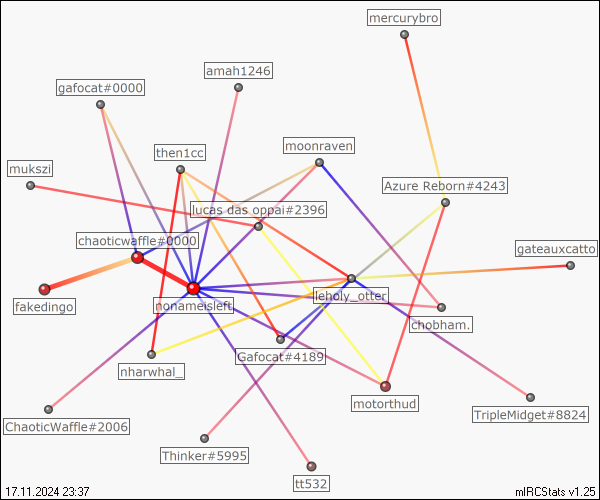 mercurybro
amah1246
gafocat#0000
then1cc
moonraven
mukszi
Azure Reborn#4243
lucas das oppai#2396
chaoticwaffle#0000
gateauxcatto
fakedingo
nonameisleft
lleholy_otter
chobham.
Gafocat#4189
nharwhal_
motorthud
TripleMidget#8824
ChaoticWaffle#2006
Thinker#5995
tt532
17.11.2024 23:37
mIRCStats v1.25